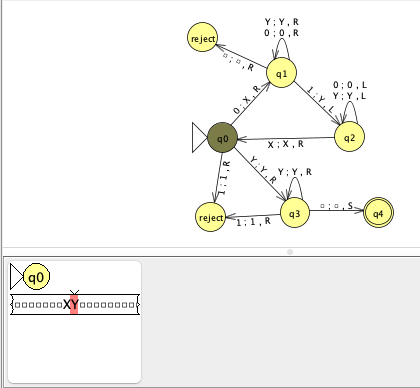 Y;Y,R
0;0,R
reject
□;□,R
q1
0;X,R
1;Y,L
0;0,L
Y;Y,L
q0
X;X,R
q2
1;1,R
Y;Y,R
Y;Y,R
reject
1;1,R
q3
□;□,S
q4
q0
□□□□□□□XY□□□□□□□□